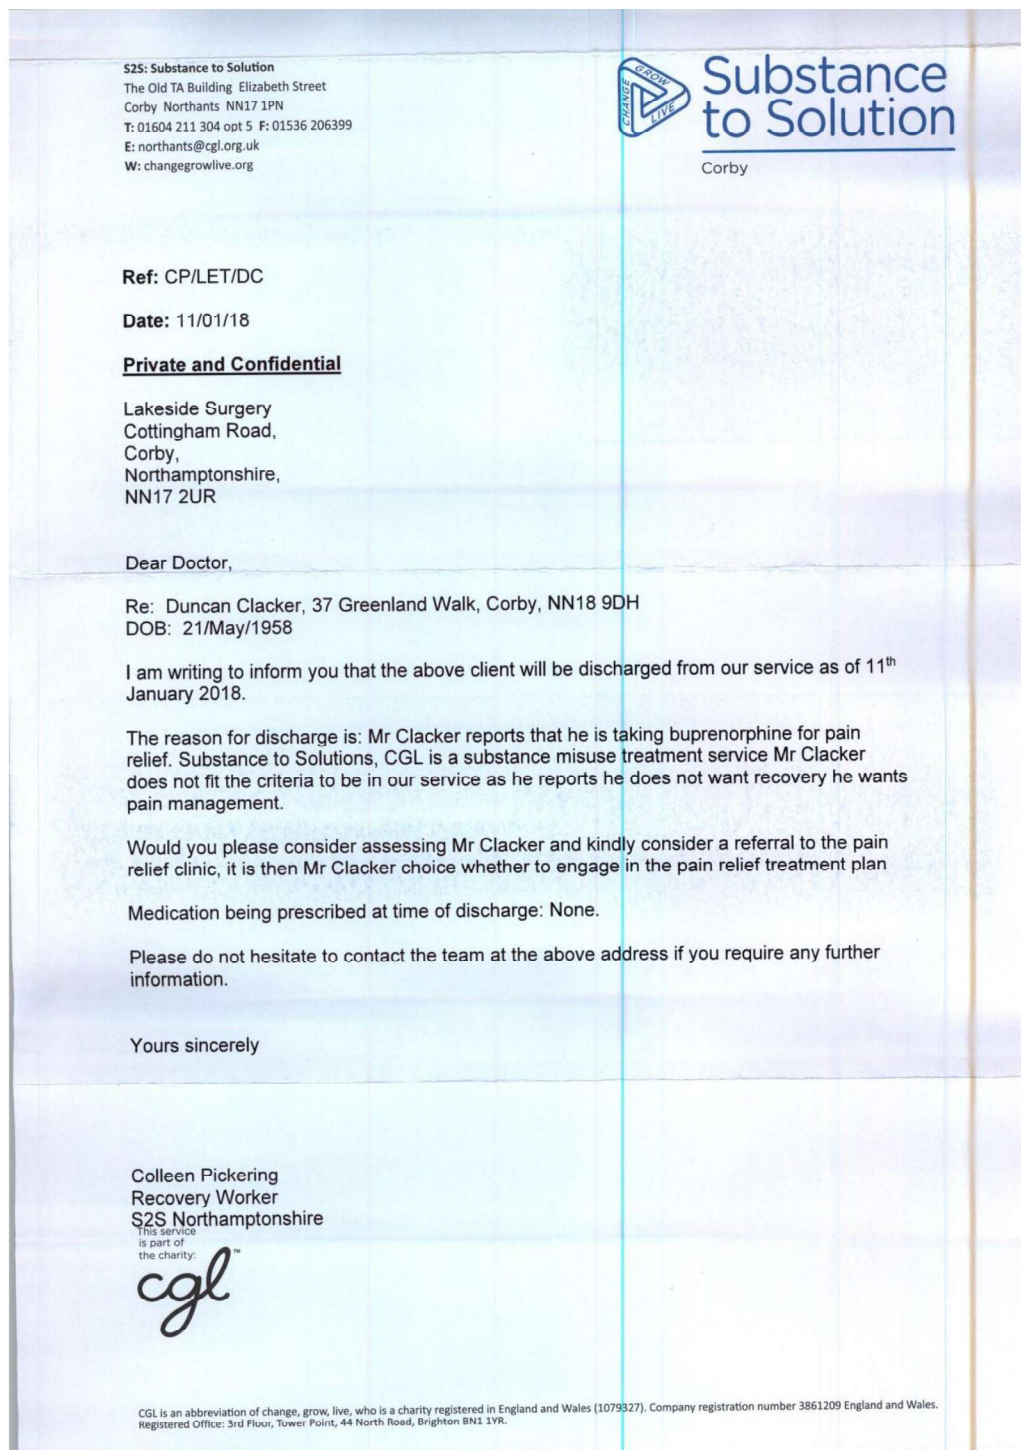 S2S: Substance to Solution
The Old TA Building Elizabeth Street
Corby Northants NN17 1PN
T: 01604 211 304 opt 5 F: 01536 206399
E: northants@cgl.org.uk
W: changegrowlive.org
CHANGE GROW LIVE
Substance
to Solution
Corby
Ref: CP/LET/DC
Date: 11/01/18
Private and Confidential
Lakeside Surgery
Cottingham Road,
Corby,
Northamptonshire,
NN17 2UR
Dear Doctor,
Re: Duncan Clacker, 37 Greenland Walk, Corby, NN18 9DH
DOB: 21/May/1958
I am writing to inform you that the above client will be discharged from our service as of 11th
January 2018.
The reason for discharge is: Mr Clacker reports that he is taking buprenorphine for pain
relief. Substance to Solutions, CGL is a substance misuse treatment service Mr Clacker
does not fit the criteria to be in our service as he reports he does not want recovery he wants
pain management.
Would you please consider assessing Mr Clacker and kindly consider a referral to the pain
relief clinic, it is then Mr Clacker choice whether to engage in the pain relief treatment plan
Medication being prescribed at time of discharge: None.
Please do not hesitate to contact the team at the above address if you require any further
information.
Yours sincerely
Colleen Pickering
Recovery Worker
S2S Northamptonshire
This service
is part of
the charity:
cgl™
CGL is an abbreviation of change, grow, live, who is a charity registered in England and Wales (1079327). Company registration number 3861209 England and Wales.
Registered Office: 3rd Floor, Tower Point, 44 North Road, Brighton BN1 1YR.